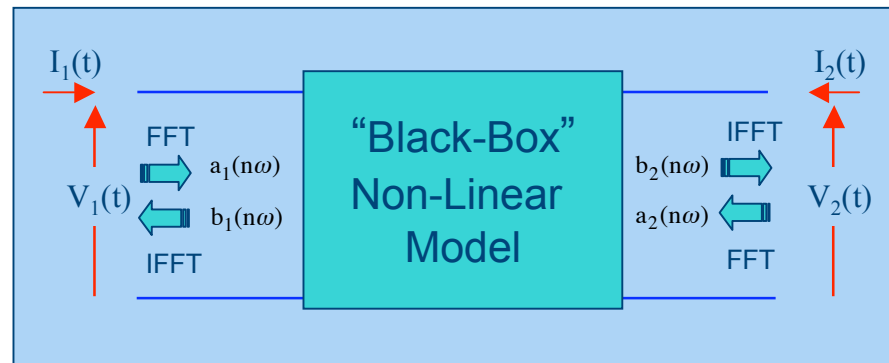 I₁(t)
I₂(t)
FFT
a₁(nω)
V₁(t)
b₁(nω)
IFFT
“Black-Box”
Non-Linear
Model
IFFT
b₂(nω)
a₂(nω)
V₂(t)
FFT